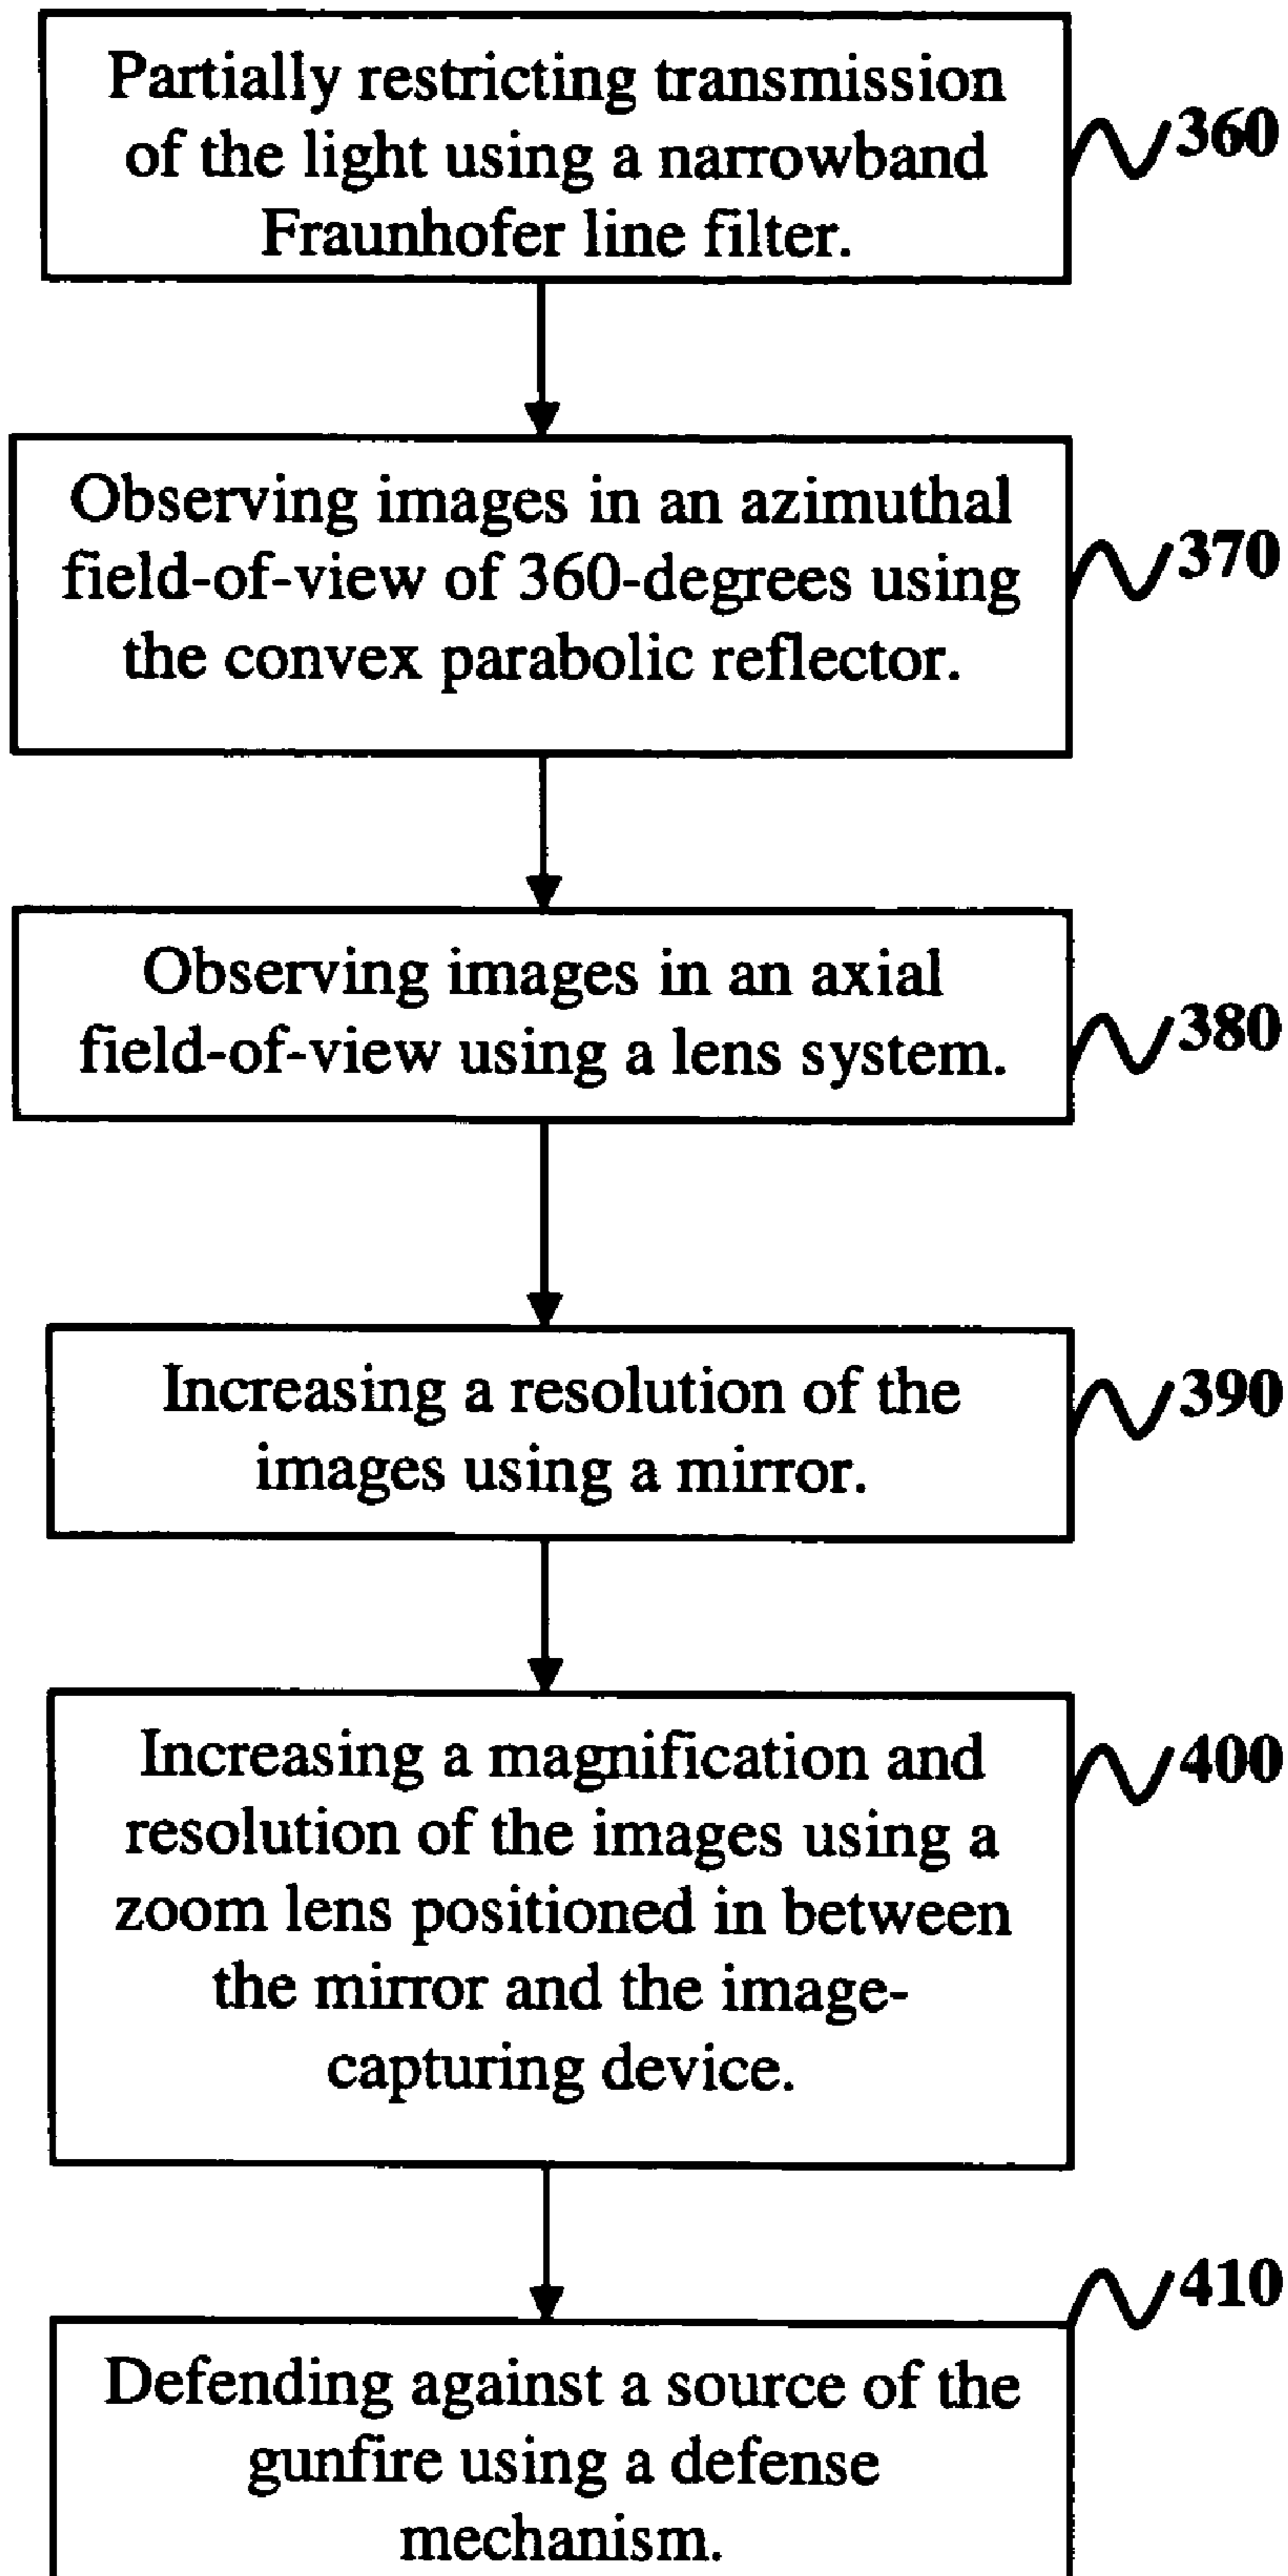 Partially restricting transmission
of the light using a narrowband
Fraunhofer line filter.
360
Observing images in an azimuthal
field-of-view of 360-degrees using
the convex parabolic reflector.
370
Observing images in an axial
field-of-view using a lens system.
380
Increasing a resolution of the
images using a mirror.
390
Increasing a magnification and
resolution of the images using a
zoom lens positioned in between
the mirror and the image-
capturing device.
400
Defending against a source of the
gunfire using a defense
mechanism.
410